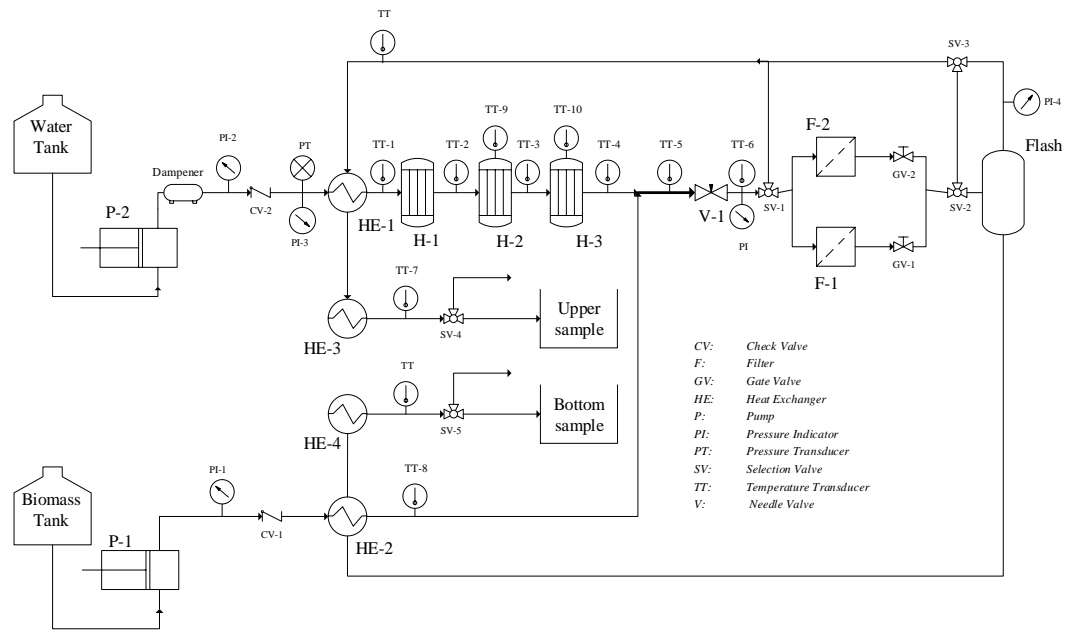 TT
SV-3
Water
Tank
PI-2
PT
TT-1
TT-2
TT-9
TT-3
TT-10
TT-4
TT-5
TT-6
F-2
PI-4
Flash
Dampener
P-2
CV-2
PI-3
HE-1
H-1
H-2
H-3
V-1
PI
SV-1
GV-2
SV-2
GV-1
F-1
TT-7
HE-3
SV-4
Upper
sample
TT
HE-4
SV-5
Bottom
sample
CV: Check Valve
F: Filter
GV: Gate Valve
HE: Heat Exchanger
P: Pump
PI: Pressure Indicator
PT: Pressure Transducer
SV: Selection Valve
TT: Temperature Transducer
V: Needle Valve
Biomass
Tank
PI-1
TT-8
P-1
CV-1
HE-2